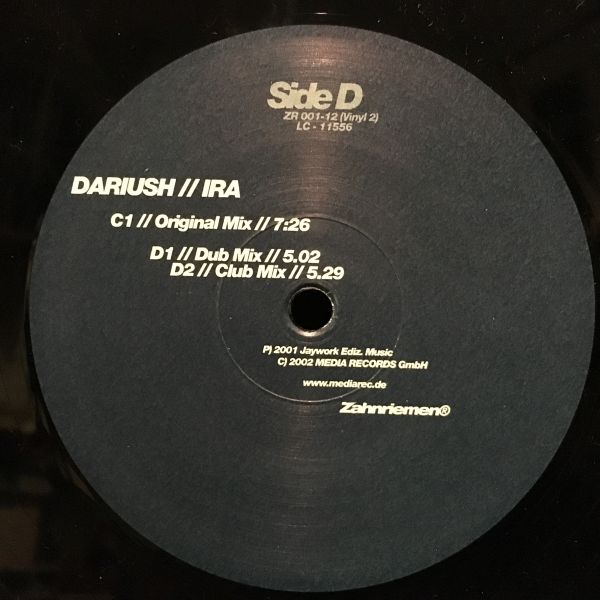 Side D
ZR 001-12 (Vinyl 2)
LC - 11556
DARIUSH // IRA
C1 // Original Mix // 7:26
D1 // Dub Mix // 5.02
D2 // Club Mix // 5.29
P) 2001 Jaywork Ediz. Music
C) 2002 MEDIA RECORDS GmbH
www.mediarec.de
Zahnriemen®